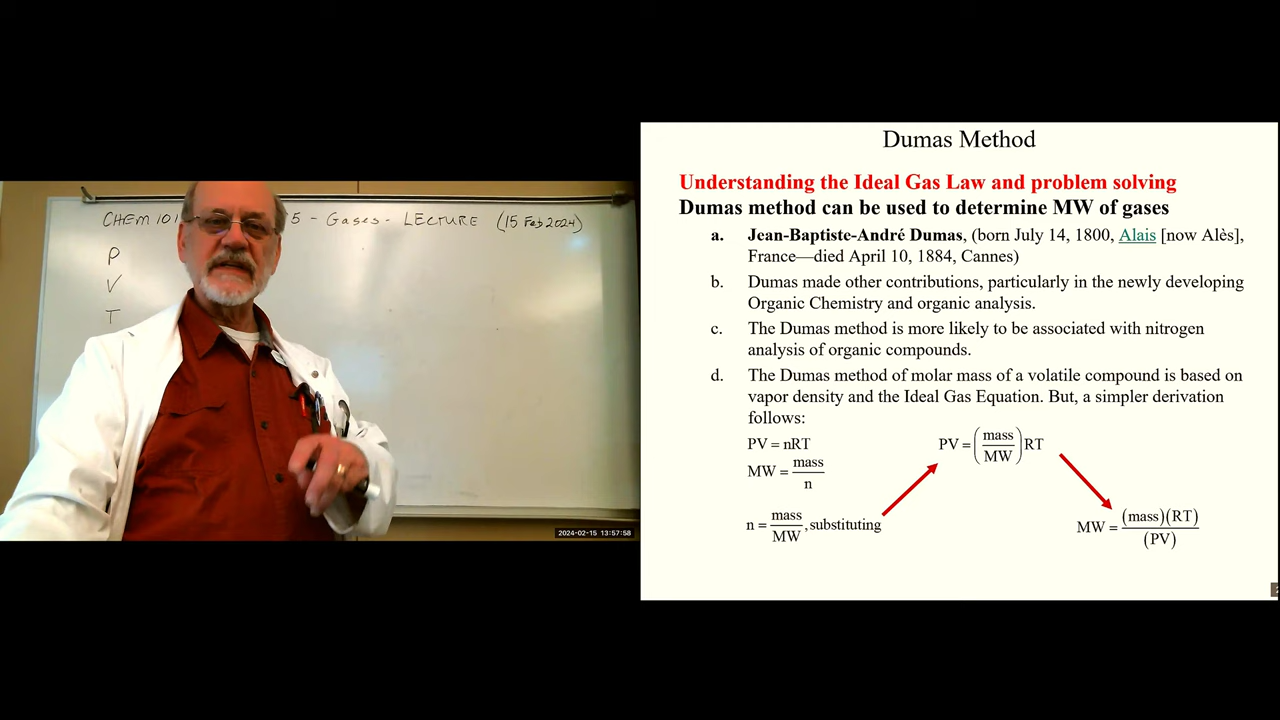 CHEM 101
5 - Gases - LECTURE (15 Feb 2024)
P
V
T
2024-02-15 13:57:58
Dumas Method
Understanding the Ideal Gas Law and problem solving
Dumas method can be used to determine MW of gases
a. Jean-Baptiste-André Dumas, (born July 14, 1800, Alais [now Alès],
France—died April 10, 1884, Cannes)
b. Dumas made other contributions, particularly in the newly developing
Organic Chemistry and organic analysis.
c. The Dumas method is more likely to be associated with nitrogen
analysis of organic compounds.
d. The Dumas method of molar mass of a volatile compound is based on
vapor density and the Ideal Gas Equation. But, a simpler derivation
follows:
PV = nRT
MW = mass/n
n = mass/MW, substituting
PV = (mass/MW)RT
MW = (mass)(RT)/(PV)